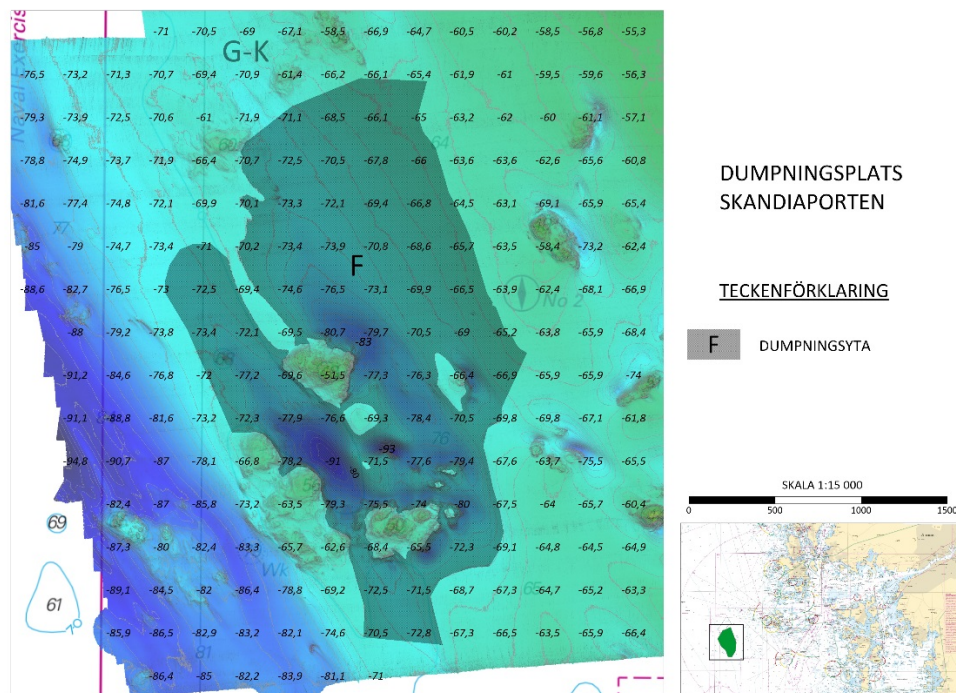 -71 -70,5 -69 -67,1 -58,5 -66,9 -64,7 -60,5 -60,2 -58,5 -56,8 -55,3
G-K
Naval Exercis
-76,5 -73,2 -71,3 -70,7 -69,4 -70,9 -61,4 -66,2 -66,1 -65,4 -61,9 -61 -59,5 -59,6 -56,3
-79,3 -73,9 -72,5 -70,6 -61 -71,9 -71,1 -68,5 -66,1 -65 -63,2 -62 -60 -61,1 -57,1
64
-78,8 -74,9 -73,7 -71,9 -66,4 -70,7 -72,5 -70,5 -67,8 -66 -63,6 -63,6 -62,6 -65,6 -60,8
-81,6 -77,4 -74,8 -72,1 -69,9 -70,1 -73,3 -72,1 -69,4 -66,8 -64,5 -63,1 -69,1 -65,9 -65,4
77
-85 -79 -74,7 -73,4 -71 -70,2 -73,4 -73,9 -70,8 -68,6 -65,7 -63,5 -58,4 -73,2 -62,4
F
-88,6 -82,7 -76,5 -73 -72,5 -69,4 -74,6 -76,5 -73,1 -69,9 -66,5 -63,9 -62,4 -68,1 -66,9
No 2
-88 -79,2 -73,8 -73,4 -72,1 -69,5 -80,7 -79,7 -70,5 -69 -65,2 -63,8 -65,9 -68,4
-83
-91,2 -84,6 -76,8 -72 -77,2 -69,6 -51,5 -77,3 -76,3 -66,4 -66,9 -65,9 -65,9 -74
-91,1 -88,8 -81,6 -73,2 -72,3 -77,9 -76,6 -69,3 -78,4 -70,5 -69,8 -69,8 -67,1 -61,8
76
-93
-94,8 -90,7 -87 -78,1 -66,8 -78,2 -91 -71,5 -77,6 -79,4 -67,6 -63,7 -75,5 -65,5
-82,4 -87 -85,8 -73,2 -63,5 -79,3 -75,5 -74 -80 -67,5 -64 -65,7 -60,4
69
-87,3 -80 -82,4 -83,3 -65,7 -62,6 -68,4 -65,5 -72,3 -69,1 -64,8 -64,5 -64,9
Wk
-89,1 -84,5 -82 -86,4 -78,8 -69,2 -72,5 -71,5 -68,7 -67,3 -64,7 -65,2 -63,3
61
70
-85,9 -86,5 -82,9 -83,2 -82,1 -74,6 -70,5 -72,8 -67,3 -66,5 -63,5 -65,9 -66,4
81
-86,4 -85 -82,2 -83,9 -81,1 -71
DUMPNINGSPLATS
SKANDIAPORTEN
TECKENFÖRKLARING
F DUMPNINGSYTA
SKALA 1:15 000
0 500 1000 1500